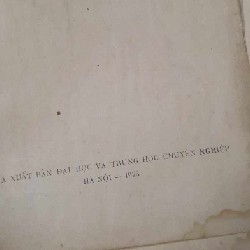 XUẤT BẢN ĐẠI HỌC VÀ TRUNG HỌC CHUYÊN NGHIỆP
HÀ NỘI —